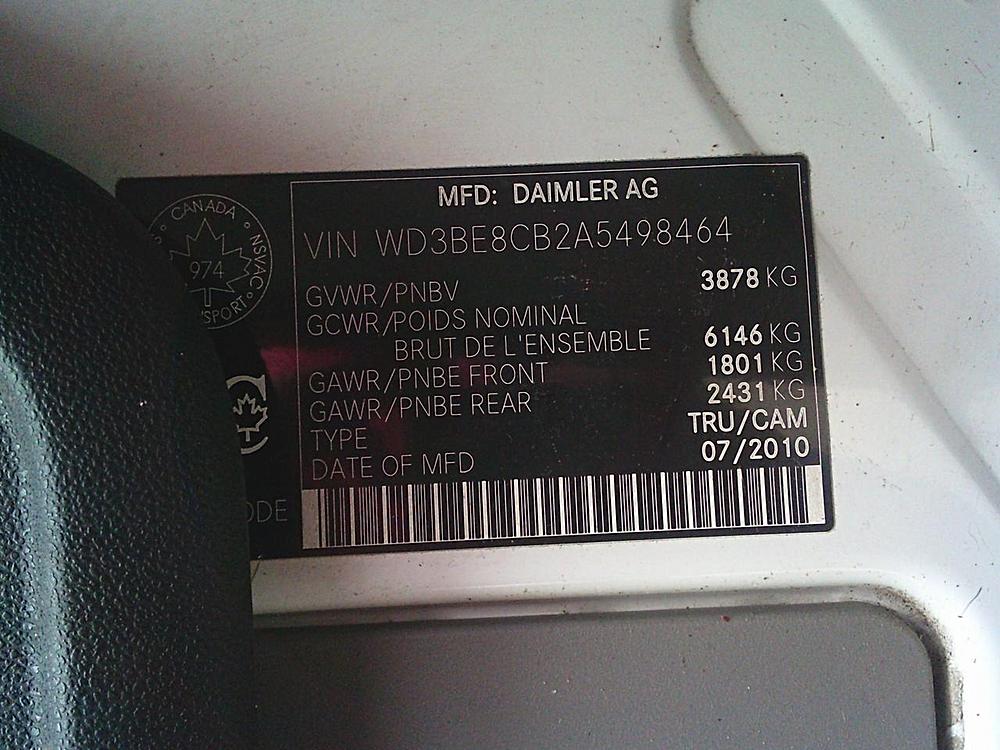 MFD: DAIMLER AG
VIN WD3BE8CB2A5498464
GVWR/PNBV 3878 KG
GCWR/POIDS NOMINAL
BRUT DE L'ENSEMBLE 6146 KG
GAWR/PNBE FRONT 1801 KG
GAWR/PNBE REAR 2431 KG
TYPE TRU/CAM
DATE OF MFD 07/2010
CANADA
NSVAC
974
SPORT
ODE